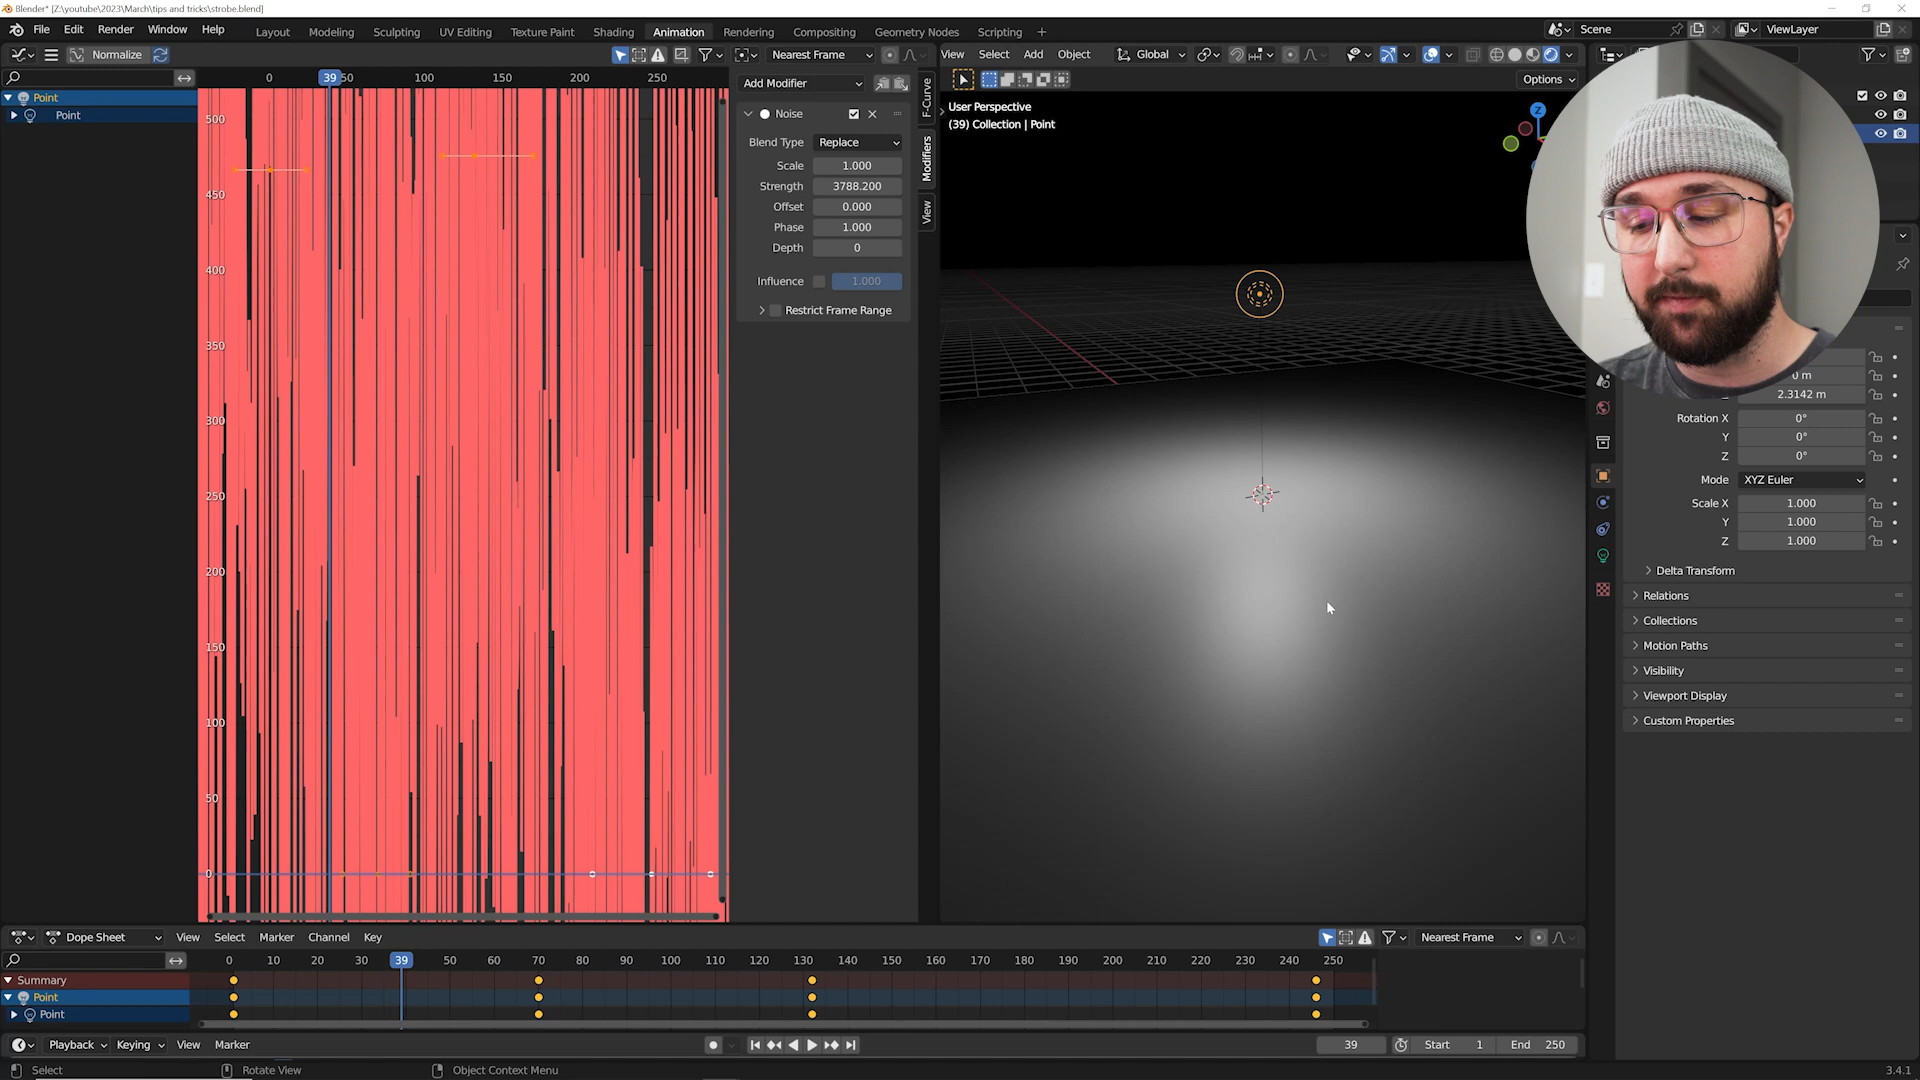 Blender* [Z:\youtube\2023\March\tips and tricks\strobe.blend]
File Edit Render Window Help Layout Modeling Sculpting UV Editing Texture Paint Shading Animation Rendering Compositing Geometry Nodes Scripting + Scene ViewLayer
Normalize Nearest Frame View Select Add Object Global
0 39 50 100 150 200 250 Add Modifier Options
Point
Point
500
450
400
350
300
250
200
150
100
50
0
Noise
Blend Type Replace
Scale 1.000
Strength 3788.200
Offset 0.000
Phase 1.000
Depth 0
Influence 1.000
Restrict Frame Range
F-Curve
Modifiers
View
User Perspective
(39) Collection | Point
Z
0 m
2.3142 m
Rotation X 0°
Y 0°
Z 0°
Mode XYZ Euler
Scale X 1.000
Y 1.000
Z 1.000
Delta Transform
Relations
Collections
Motion Paths
Visibility
Viewport Display
Custom Properties
Dope Sheet View Select Marker Channel Key Nearest Frame
0 10 20 30 39 50 60 70 80 90 100 110 120 130 140 150 160 170 180 190 200 210 220 230 240 250
Summary
Point
Point
Playback Keying View Marker 39 Start 1 End 250
Select Rotate View Object Context Menu 3.4.1